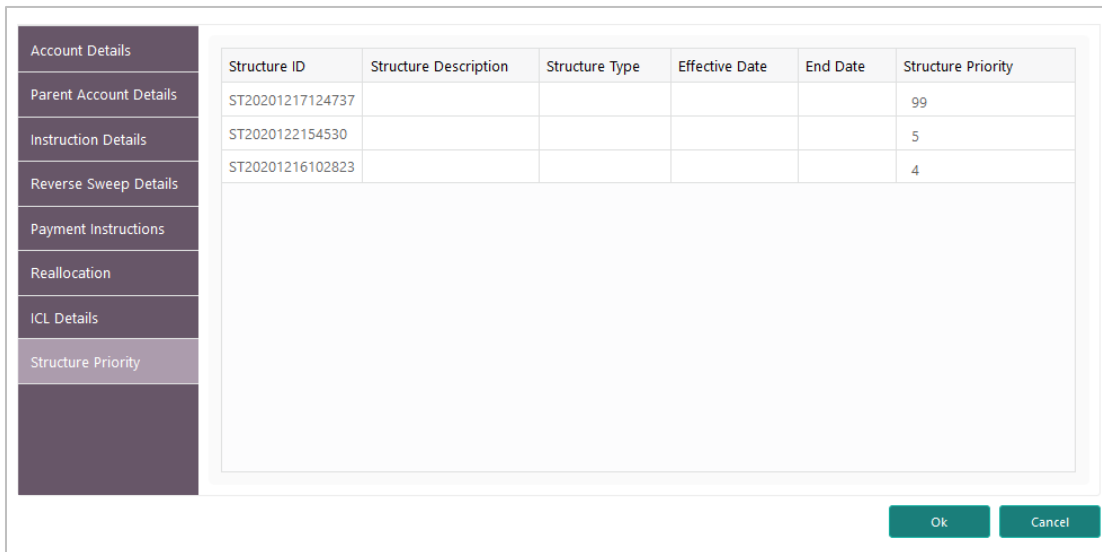 Account Details
Parent Account Details
Instruction Details
Reverse Sweep Details
Payment Instructions
Reallocation
ICL Details
Structure Priority
Structure ID Structure Description Structure Type Effective Date End Date Structure Priority
ST20201217124737 99
ST2020122154530 5
ST20201216102823 4
Ok Cancel